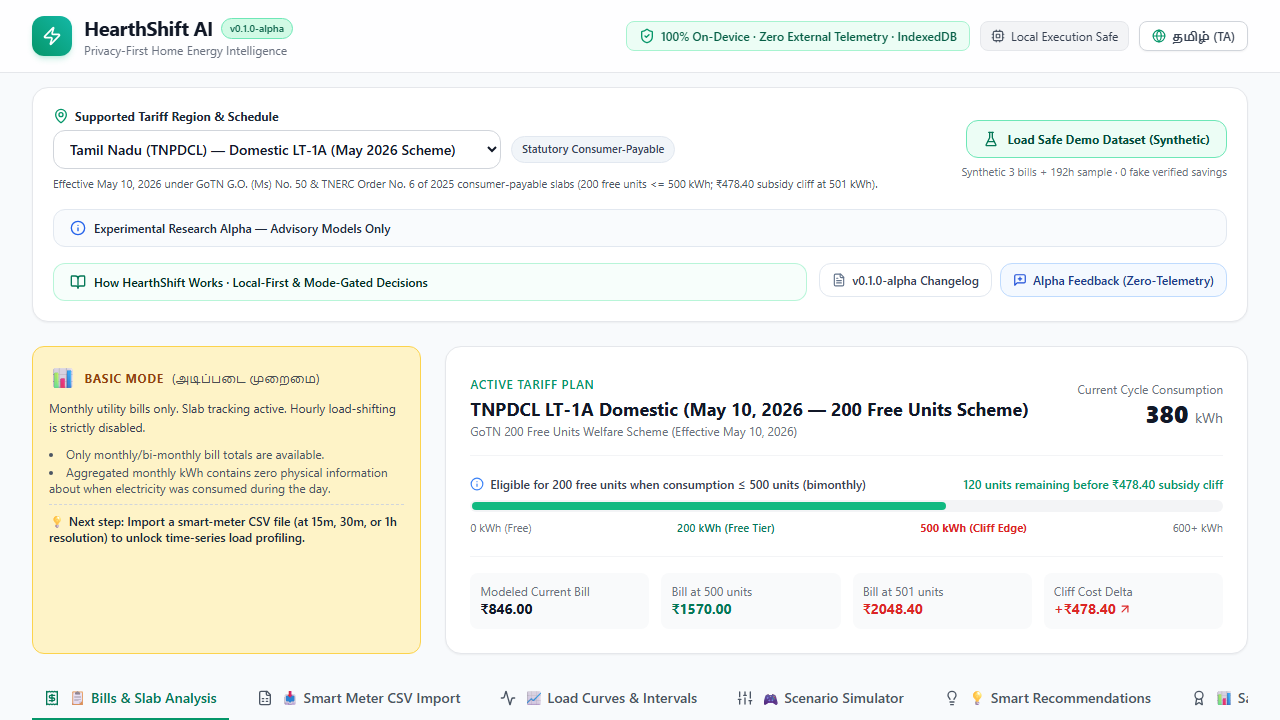 HearthShift AI v0.1.0-alpha
Privacy-First Home Energy Intelligence
100% On-Device · Zero External Telemetry · IndexedDB
Local Execution Safe
தமிழ் (TA)
Supported Tariff Region & Schedule
Tamil Nadu (TNPDCL) — Domestic LT-1A (May 2026 Scheme)
Statutory Consumer-Payable
Effective May 10, 2026 under GoTN G.O. (Ms) No. 50 & TNERC Order No. 6 of 2025 consumer-payable slabs (200 free units <= 500 kWh; ₹478.40 subsidy cliff at 501 kWh).
Load Safe Demo Dataset (Synthetic)
Synthetic 3 bills + 192h sample · 0 fake verified savings
Experimental Research Alpha — Advisory Models Only
How HearthShift Works · Local-First & Mode-Gated Decisions
v0.1.0-alpha Changelog
Alpha Feedback (Zero-Telemetry)
BASIC MODE (அடிப்படை முறைமை)
Monthly utility bills only. Slab tracking active. Hourly load-shifting
is strictly disabled.
• Only monthly/bi-monthly bill totals are available.
• Aggregated monthly kWh contains zero physical information
about when electricity was consumed during the day.
Next step: Import a smart-meter CSV file (at 15m, 30m, or 1h
resolution) to unlock time-series load profiling.
ACTIVE TARIFF PLAN
TNPDCL LT-1A Domestic (May 10, 2026 — 200 Free Units Scheme)
GoTN 200 Free Units Welfare Scheme (Effective May 10, 2026)
Current Cycle Consumption
380 kWh
Eligible for 200 free units when consumption ≤ 500 units (bimonthly)
120 units remaining before ₹478.40 subsidy cliff
0 kWh (Free)
200 kWh (Free Tier)
500 kWh (Cliff Edge)
600+ kWh
Modeled Current Bill
₹846.00
Bill at 500 units
₹1570.00
Bill at 501 units
₹2048.40
Cliff Cost Delta
+₹478.40
Bills & Slab Analysis
Smart Meter CSV Import
Load Curves & Intervals
Scenario Simulator
Smart Recommendations